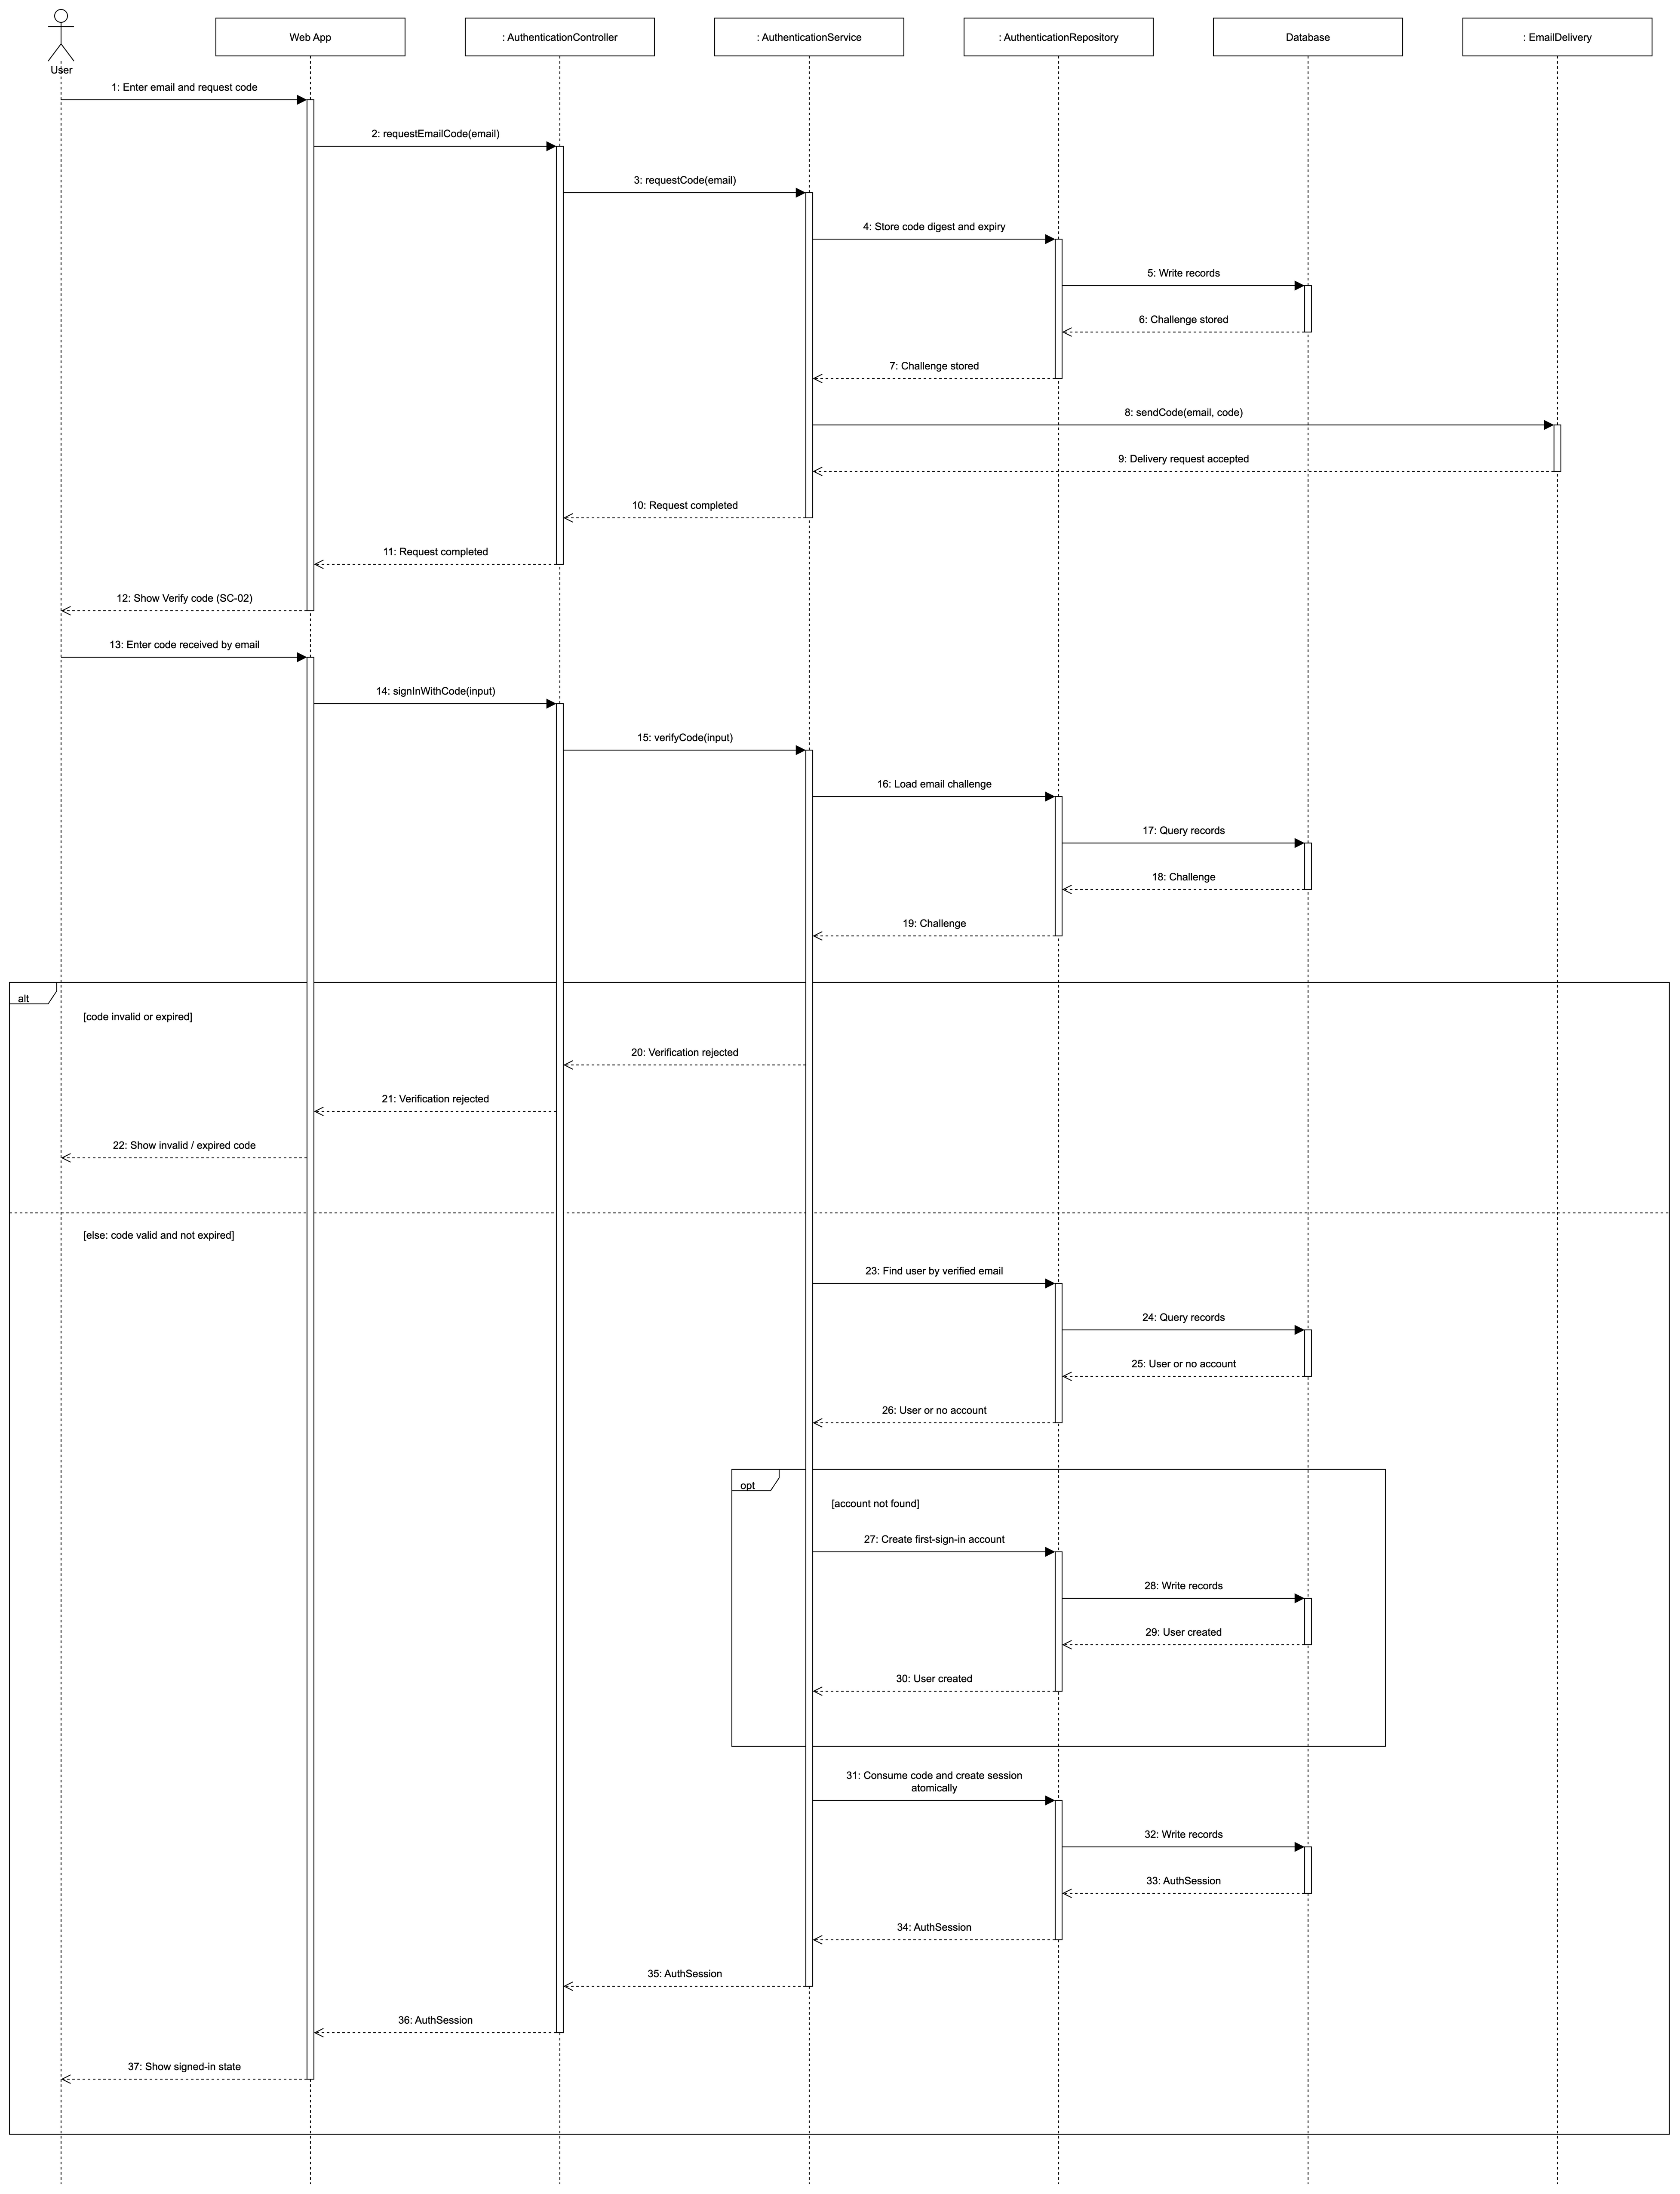 User
Web App
: AuthenticationController
: AuthenticationService
: AuthenticationRepository
Database
: EmailDelivery
1: Enter email and request code
2: requestEmailCode(email)
3: requestCode(email)
4: Store code digest and expiry
5: Write records
6: Challenge stored
7: Challenge stored
8: sendCode(email, code)
9: Delivery request accepted
10: Request completed
11: Request completed
12: Show Verify code (SC-02)
13: Enter code received by email
14: signInWithCode(input)
15: verifyCode(input)
16: Load email challenge
17: Query records
18: Challenge
19: Challenge
alt
[code invalid or expired]
20: Verification rejected
21: Verification rejected
22: Show invalid / expired code
[else: code valid and not expired]
23: Find user by verified email
24: Query records
25: User or no account
26: User or no account
opt
[account not found]
27: Create first-sign-in account
28: Write records
29: User created
30: User created
31: Consume code and create session
atomically
32: Write records
33: AuthSession
34: AuthSession
35: AuthSession
36: AuthSession
37: Show signed-in state